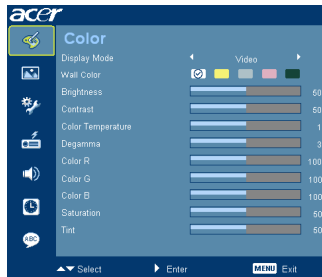 acer
Color
Display Mode Video
Wall Color
Brightness 50
Contrast 50
Color Temperature 1
Degamma 3
Color R 100
Color G 100
Color B 100
Saturation 50
Tint 50
ABC
Select Enter MENU Exit